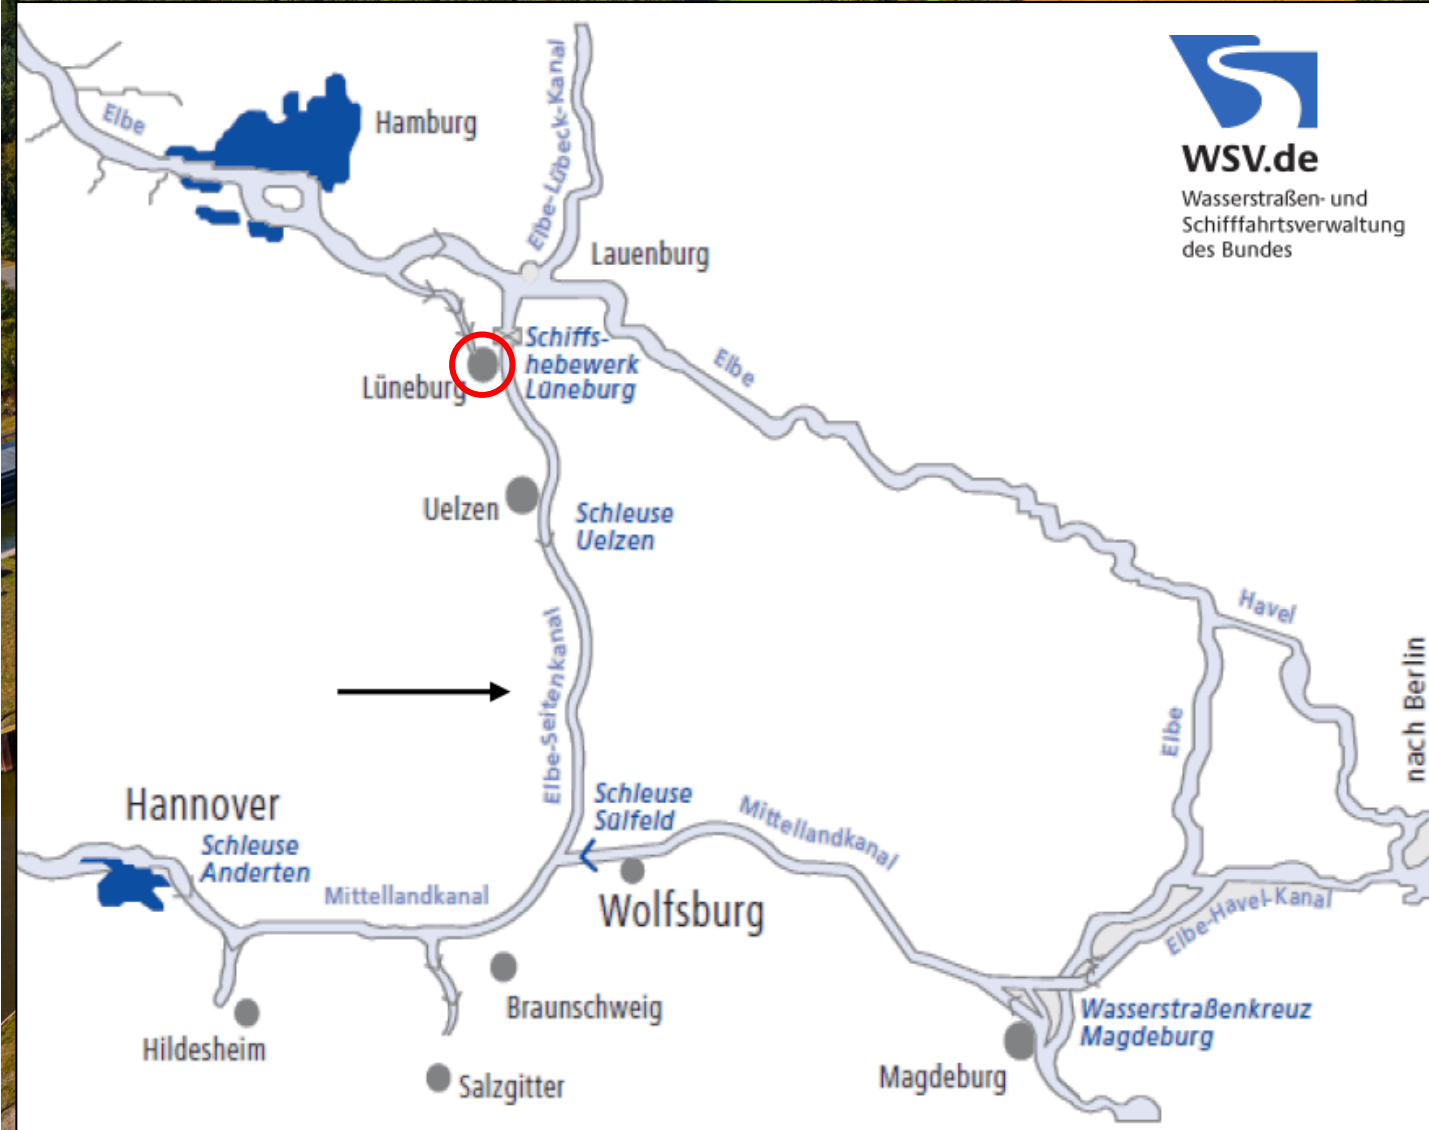 Elbe
Hamburg
Elbe-Lübeck-Kanal
WSV.de
Wasserstraßen- und
Schifffahrtsverwaltung
des Bundes
Lauenburg
Schiffs-
hebewerk
Lüneburg
Lüneburg
Elbe
Uelzen
Schleuse
Uelzen
Havel
nach Berlin
Elbe-Seitenkanal
Elbe
Hannover
Schleuse
Anderten
Schleuse
Sülfeld
Mittellandkanal
Mittellandkanal
Wolfsburg
Elbe-Havel-Kanal
Braunschweig
Wasserstraßenkreuz
Magdeburg
Hildesheim
Salzgitter
Magdeburg